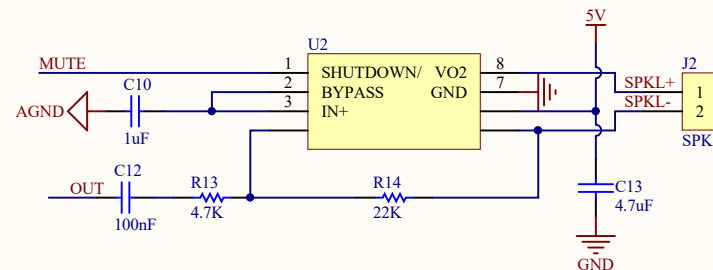 5V
U2
J2
MUTE
1
SHUTDOWN/
VO2
8
SPKL+
1
C10
2
BYPASS
GND
7
SPKL-
2
AGND
3
IN+
SPK
1uF
C12
R13
R14
C13
OUT
4.7K
22K
4.7uF
100nF
GND